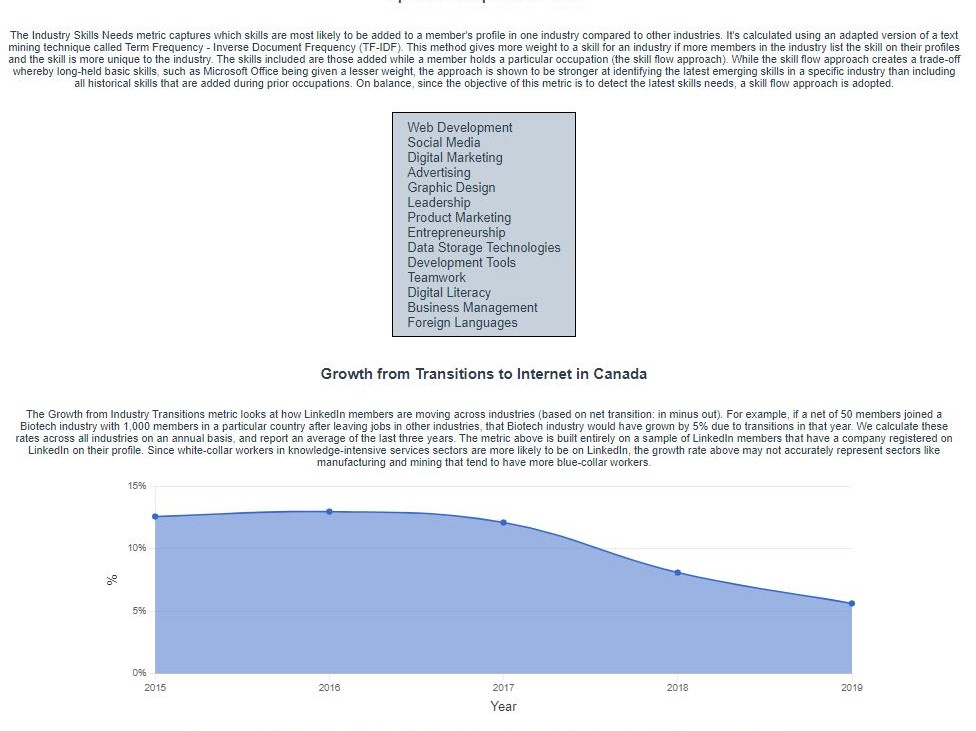 The Industry Skills Needs metric captures which skills are most likely to be added to a member's profile in one industry compared to other industries. It's calculated using an adapted version of a text
mining technique called Term Frequency - Inverse Document Frequency (TF-IDF). This method gives more weight to a skill for an industry if more members in the industry list the skill on their profiles
and the skill is more unique to the industry. The skills included are those added while a member holds a particular occupation (the skill flow approach). While the skill flow approach creates a trade-off
whereby long-held basic skills, such as Microsoft Office being given a lesser weight, the approach is shown to be stronger at identifying the latest emerging skills in a specific industry than including
all historical skills that are added during prior occupations. On balance, since the objective of this metric is to detect the latest skills needs, a skill flow approach is adopted.
Web Development
Social Media
Digital Marketing
Advertising
Graphic Design
Leadership
Product Marketing
Entrepreneurship
Data Storage Technologies
Development Tools
Teamwork
Digital Literacy
Business Management
Foreign Languages
Growth from Transitions to Internet in Canada
The Growth from Industry Transitions metric looks at how LinkedIn members are moving across industries (based on net transition: in minus out). For example, if a net of 50 members joined a
Biotech industry with 1,000 members in a particular country after leaving jobs in other industries, that Biotech industry would have grown by 5% due to transitions in that year. We calculate these
rates across all industries on an annual basis, and report an average of the last three years. The metric above is built entirely on a sample of LinkedIn members that have a company registered on
LinkedIn on their profile. Since white-collar workers in knowledge-intensive services sectors are more likely to be on LinkedIn, the growth rate above may not accurately represent sectors like
manufacturing and mining that tend to have more blue-collar workers.
15%
10%
%
5%
0%
2015 2016 2017 2018 2019
Year